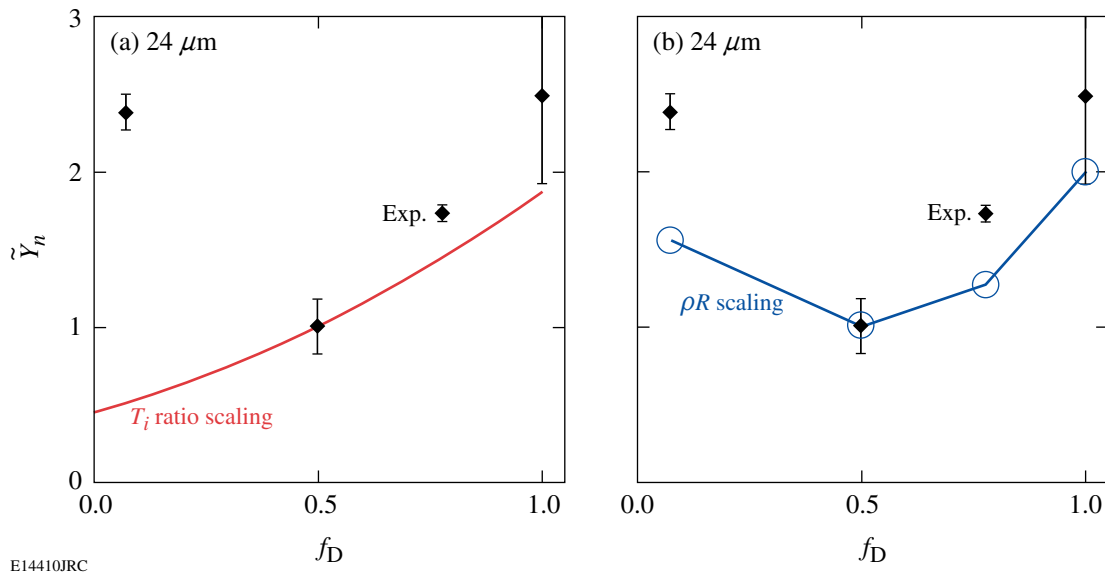 3
2
1
0
Ỹn
(a) 24 μm
Exp.
Ti ratio scaling
0.0
0.5
1.0
fD
(b) 24 μm
Exp.
ρR scaling
0.0
0.5
1.0
fD
E14410JRC